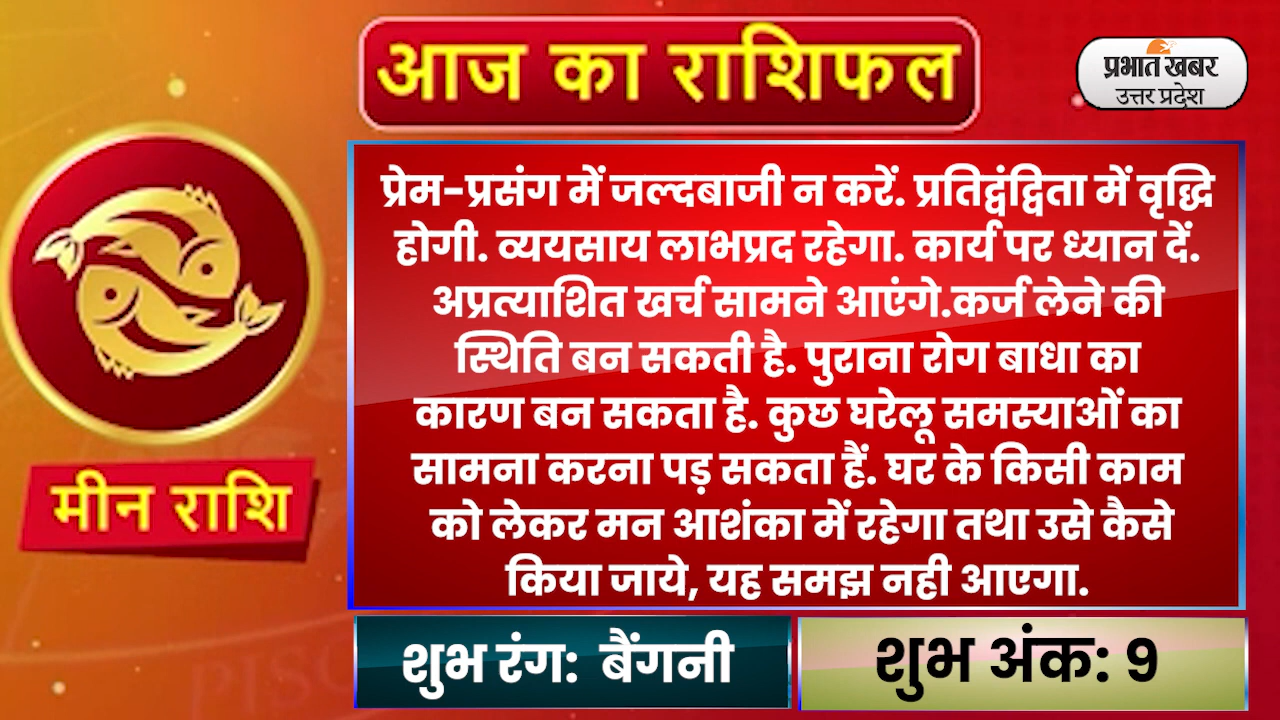 आज का राशिफल
प्रभात खबर
उत्तर प्रदेश
प्रेम-प्रसंग में जल्दबाजी न करें. प्रतिद्वंद्विता में वृद्धि
होगी. व्ययसाय लाभप्रद रहेगा. कार्य पर ध्यान दें.
अप्रत्याशित खर्च सामने आएंगे.कर्ज लेने की
स्थिति बन सकती है. पुराना रोग बाधा का
कारण बन सकता है. कुछ घरेलू समस्याओं का
सामना करना पड़ सकता हैं. घर के किसी काम
को लेकर मन आशंका में रहेगा तथा उसे कैसे
किया जाये, यह समझ नही आएगा.
मीन राशि
शुभ रंग: बैंगनी
शुभ अंक: 9